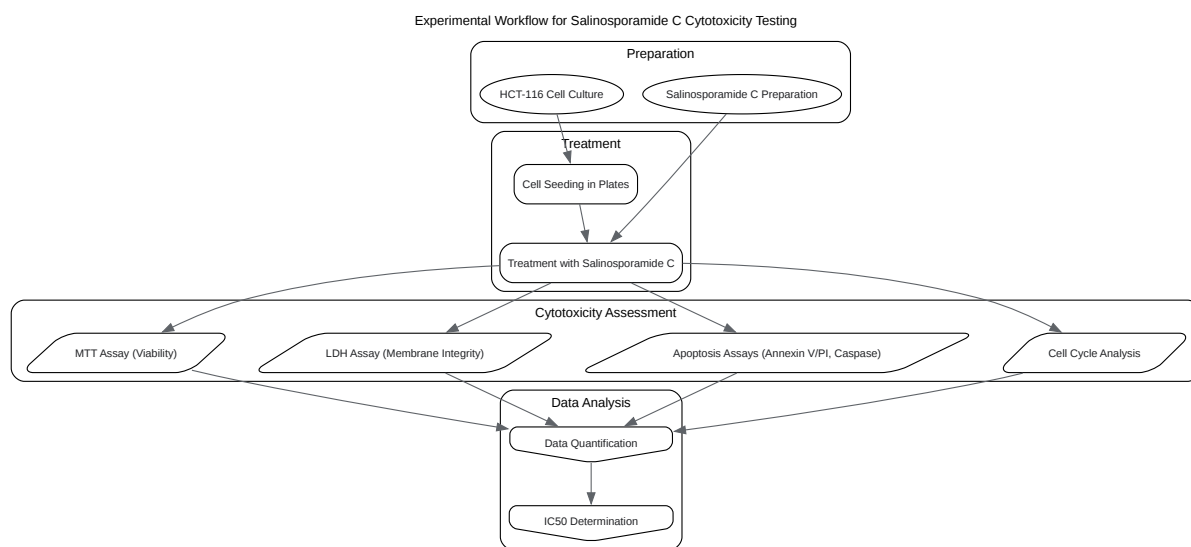 Experimental Workflow for Salinosporamide C Cytotoxicity Testing
Preparation
HCT-116 Cell Culture
Salinosporamide C Preparation
Treatment
Cell Seeding in Plates
Treatment with Salinosporamide C
Cytotoxicity Assessment
MTT Assay (Viability)
LDH Assay (Membrane Integrity)
Apoptosis Assays (Annexin V/PI, Caspase)
Cell Cycle Analysis
Data Analysis
Data Quantification
IC50 Determination